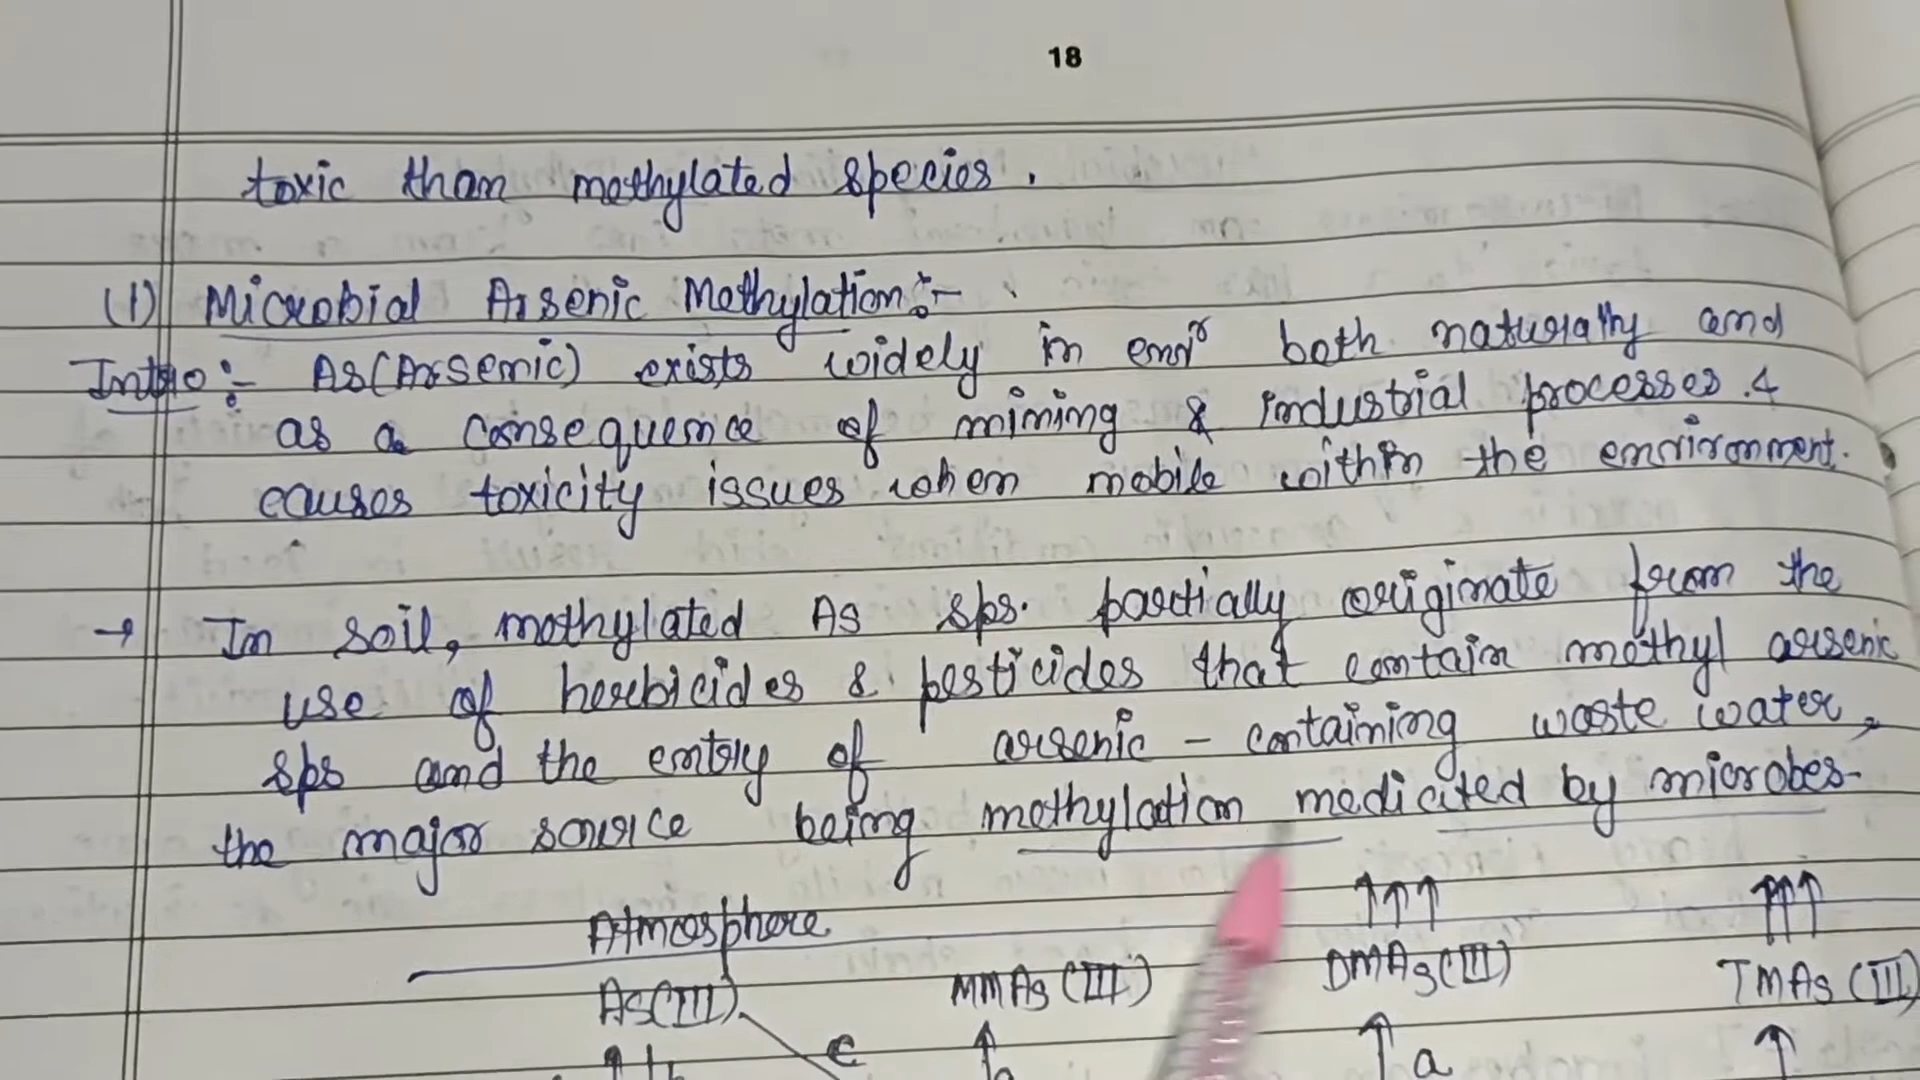 18
toxic than methylated species.
(1) Microbial Arsenic Methylation:-
Intro:- As(Arsenic) exists widely in envr both naturally and
as a consequence of mining & industrial processes. &
causes toxicity issues when mobile within the environment.
→ In soil, methylated As sps. partially originate from the
use of herbicides & pesticides that contain methyl arsenic
sps and the entry of arsenic - containing waste water,
the major source being methylation medicated by microbes-
Atmosphere ↑↑↑ ↑↑↑
As(III) MMAs (III) DMAs(III) TMAs (III)
↑ b c ↑ a ↑ a ↑